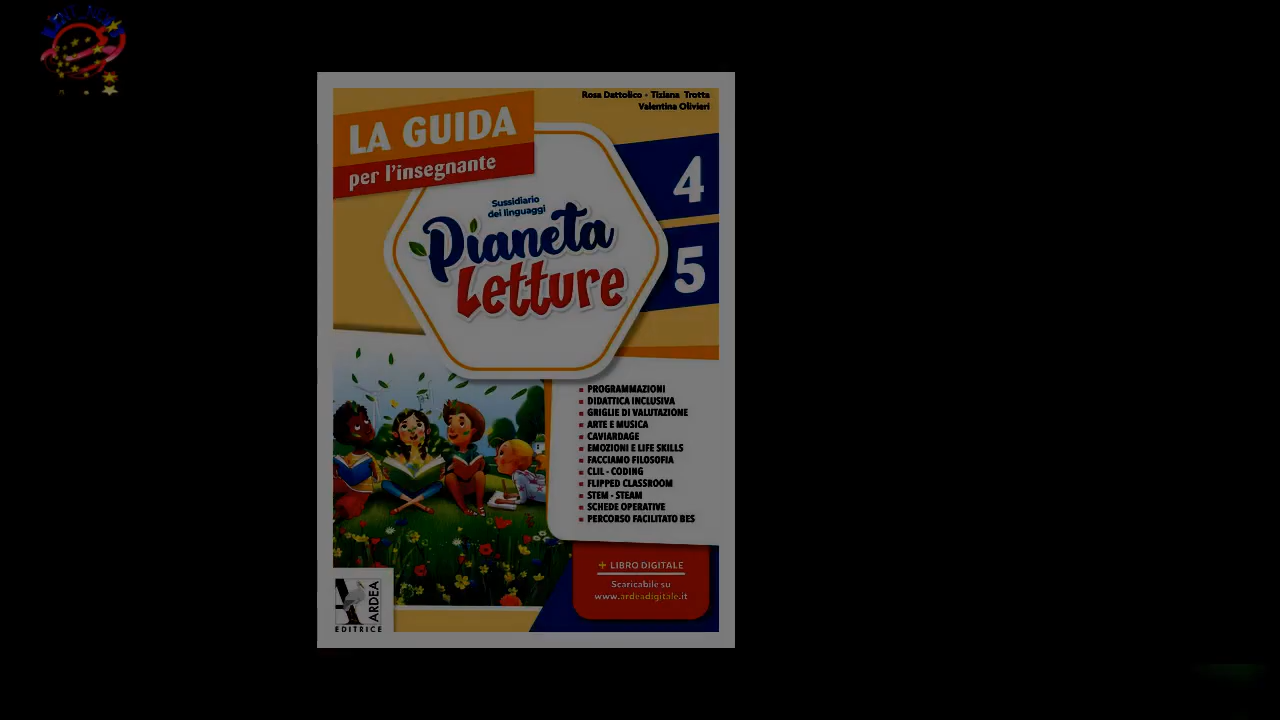 Rosa Dattolico - Tiziana Trotta
Valentina Olivieri
LA GUIDA
per l'insegnante
4
5
Sussidiario
dei linguaggi
Pianeta
Letture
PROGRAMMAZIONI
DIDATTICA INCLUSIVA
GRIGLIE DI VALUTAZIONE
ARTE E MUSICA
CAVIARDAGE
EMOZIONI E LIFE SKILLS
FACCIAMO FILOSOFIA
CLIL - CODING
FLIPPED CLASSROOM
STEM - STEAM
SCHEDE OPERATIVE
PERCORSO FACILITATO BES
+ LIBRO DIGITALE
Scaricabile su
www.ardeadigitale.it
ARDEA
EDITRICE